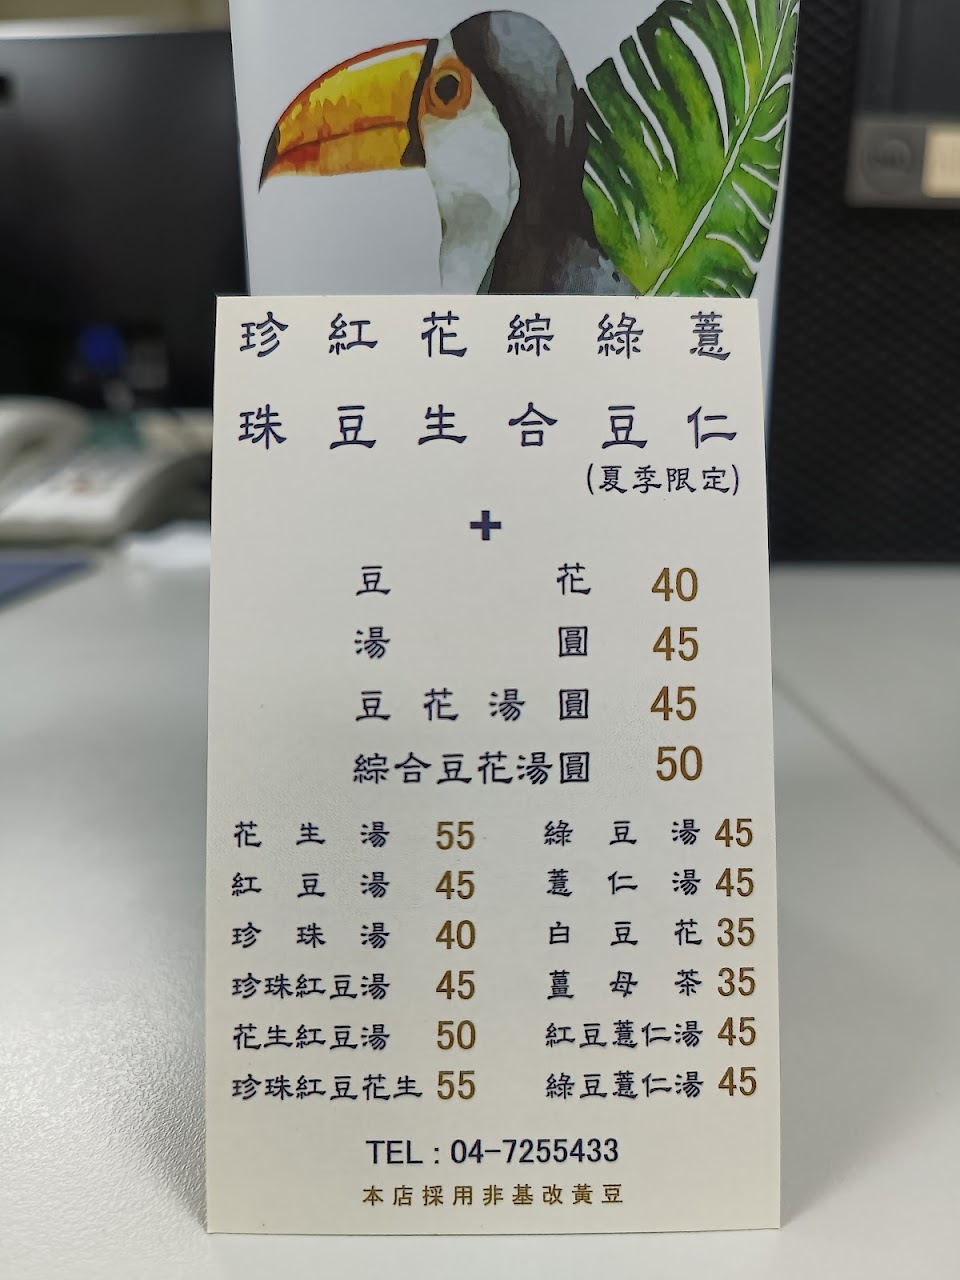 珍 紅 花 綜 綠 薏
珠 豆 生 合 豆 仁
(夏季限定)
+
豆花 40
湯圓 45
豆花湯圓 45
綜合豆花湯圓 50
花生湯 55
紅豆湯 45
珍珠湯 40
珍珠紅豆湯 45
花生紅豆湯 50
珍珠紅豆花生 55
綠豆湯 45
薏仁湯 45
白豆花 35
薑母茶 35
紅豆薏仁湯 45
綠豆薏仁湯 45
TEL : 04-7255433
本店採用非基改黃豆